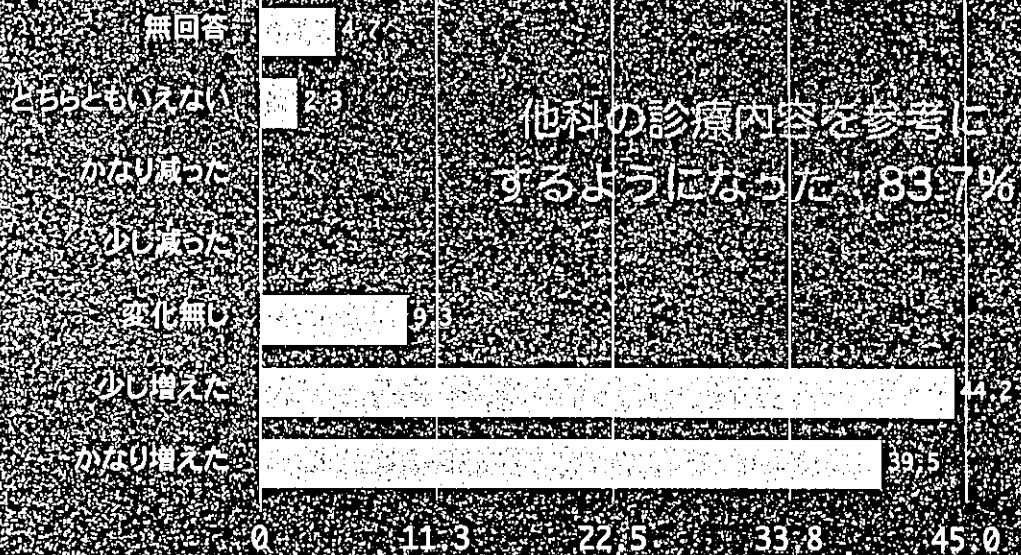 無回答 4.7
どちらともいえない 2.3
かなり減った
少し減った
変化無し 9.3
少し増えた 44.2
かなり増えた 39.5
0 11.3 22.5 33.8 45.0
他科の診療内容を参考に
するようになった : 83.7%